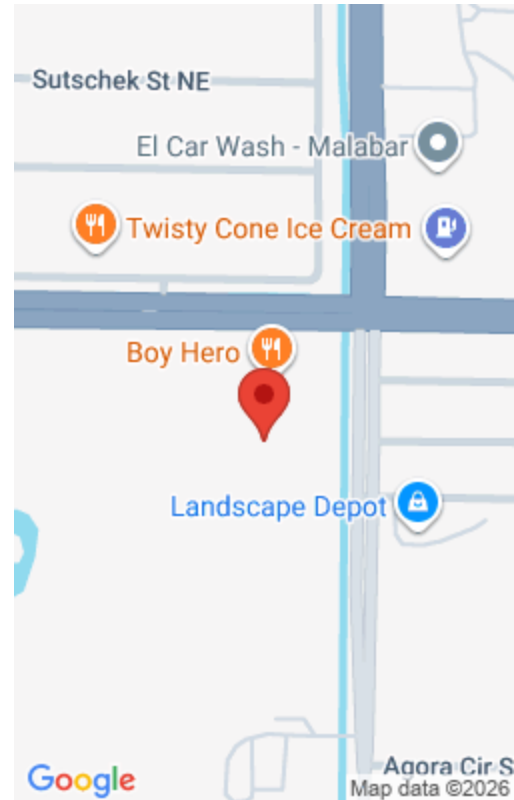 Sutschek St NE
El Car Wash - Malabar
Twisty Cone Ice Cream
Boy Hero
Landscape Depot
Agora Cir S
Google
Map data ©2026